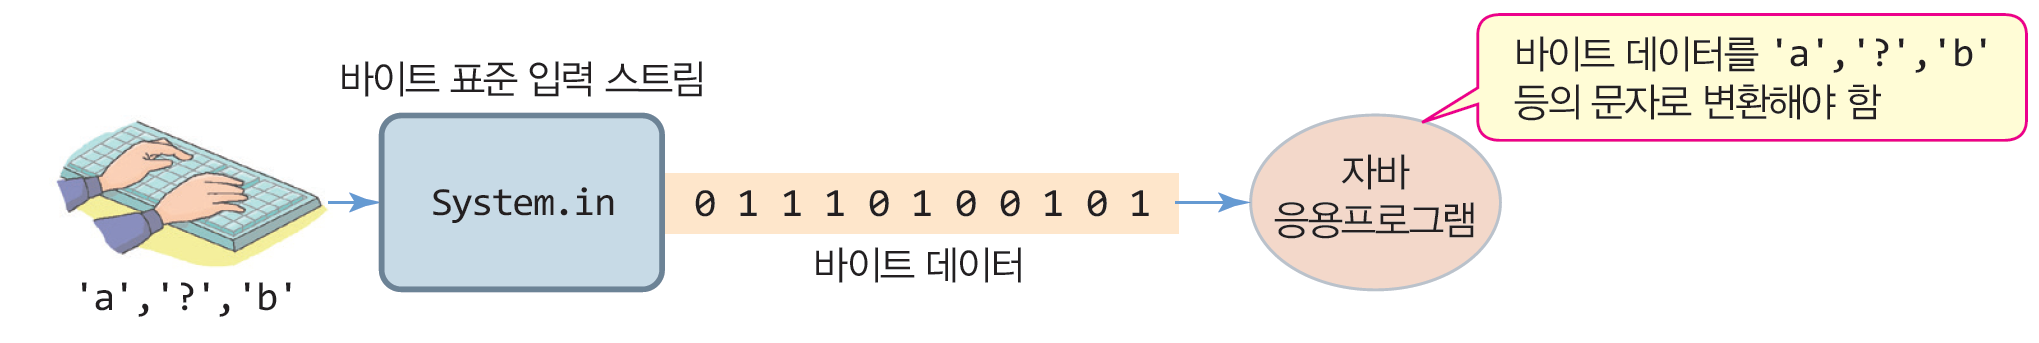 바이트 표준 입력 스트림
바이트 데이터를 'a','?','b'
등의 문자로 변환해야 함
System.in
0 1 1 1 0 1 0 0 1 0 1
자바
응용프로그램
바이트 데이터
'a','?','b'